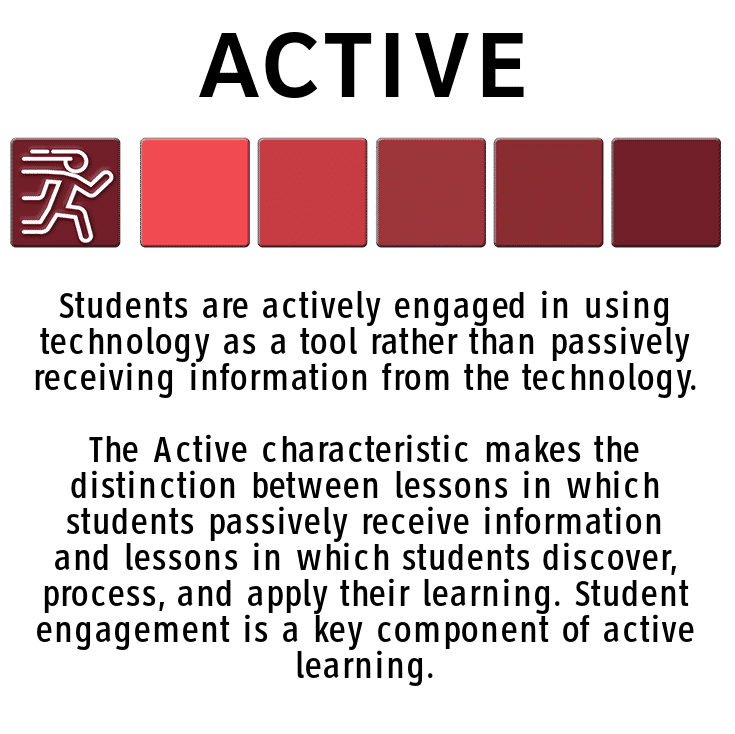 ACTIVE
Students are actively engaged in using
technology as a tool rather than passively
receiving information from the technology.
The Active characteristic makes the
distinction between lessons in which
students passively receive information
and lessons in which students discover,
process, and apply their learning. Student
engagement is a key component of active
learning.